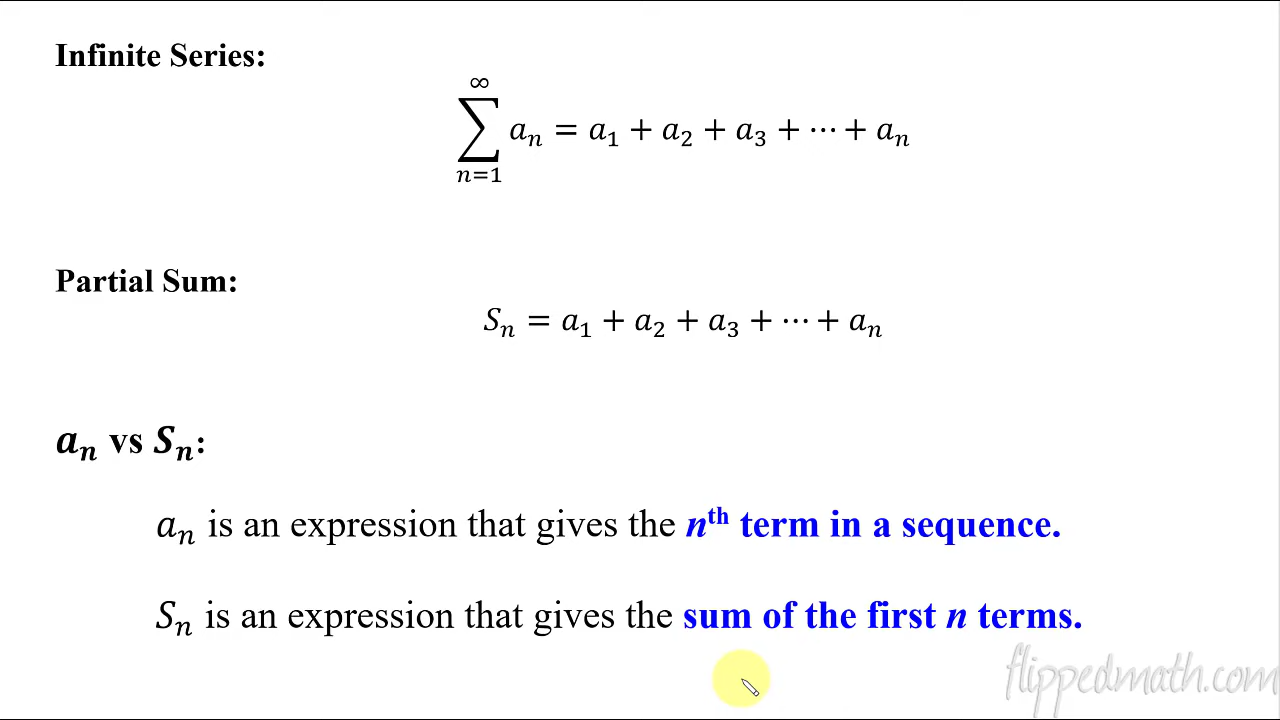 Infinite Series:
∞
∑ aₙ = a₁ + a₂ + a₃ + ⋯ + aₙ
n=1
Partial Sum:
Sₙ = a₁ + a₂ + a₃ + ⋯ + aₙ
aₙ vs Sₙ:
aₙ is an expression that gives the nᵗʰ term in a sequence.
Sₙ is an expression that gives the sum of the first n terms.
flippedmath.com